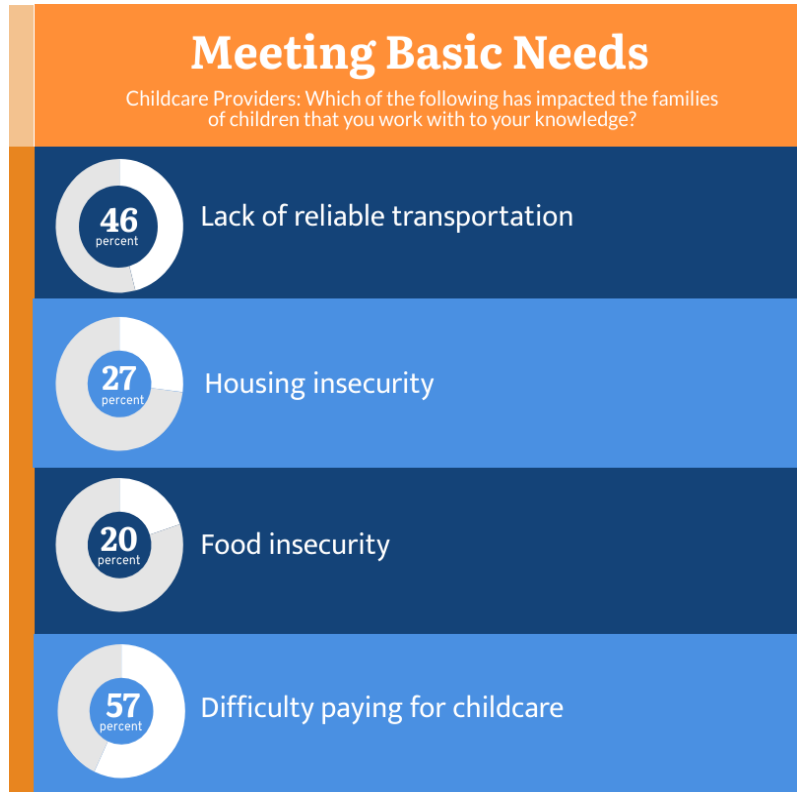 Meeting Basic Needs
Childcare Providers: Which of the following has impacted the families
of children that you work with to your knowledge?
46
percent
Lack of reliable transportation
27
percent
Housing insecurity
20
percent
Food insecurity
57
percent
Difficulty paying for childcare